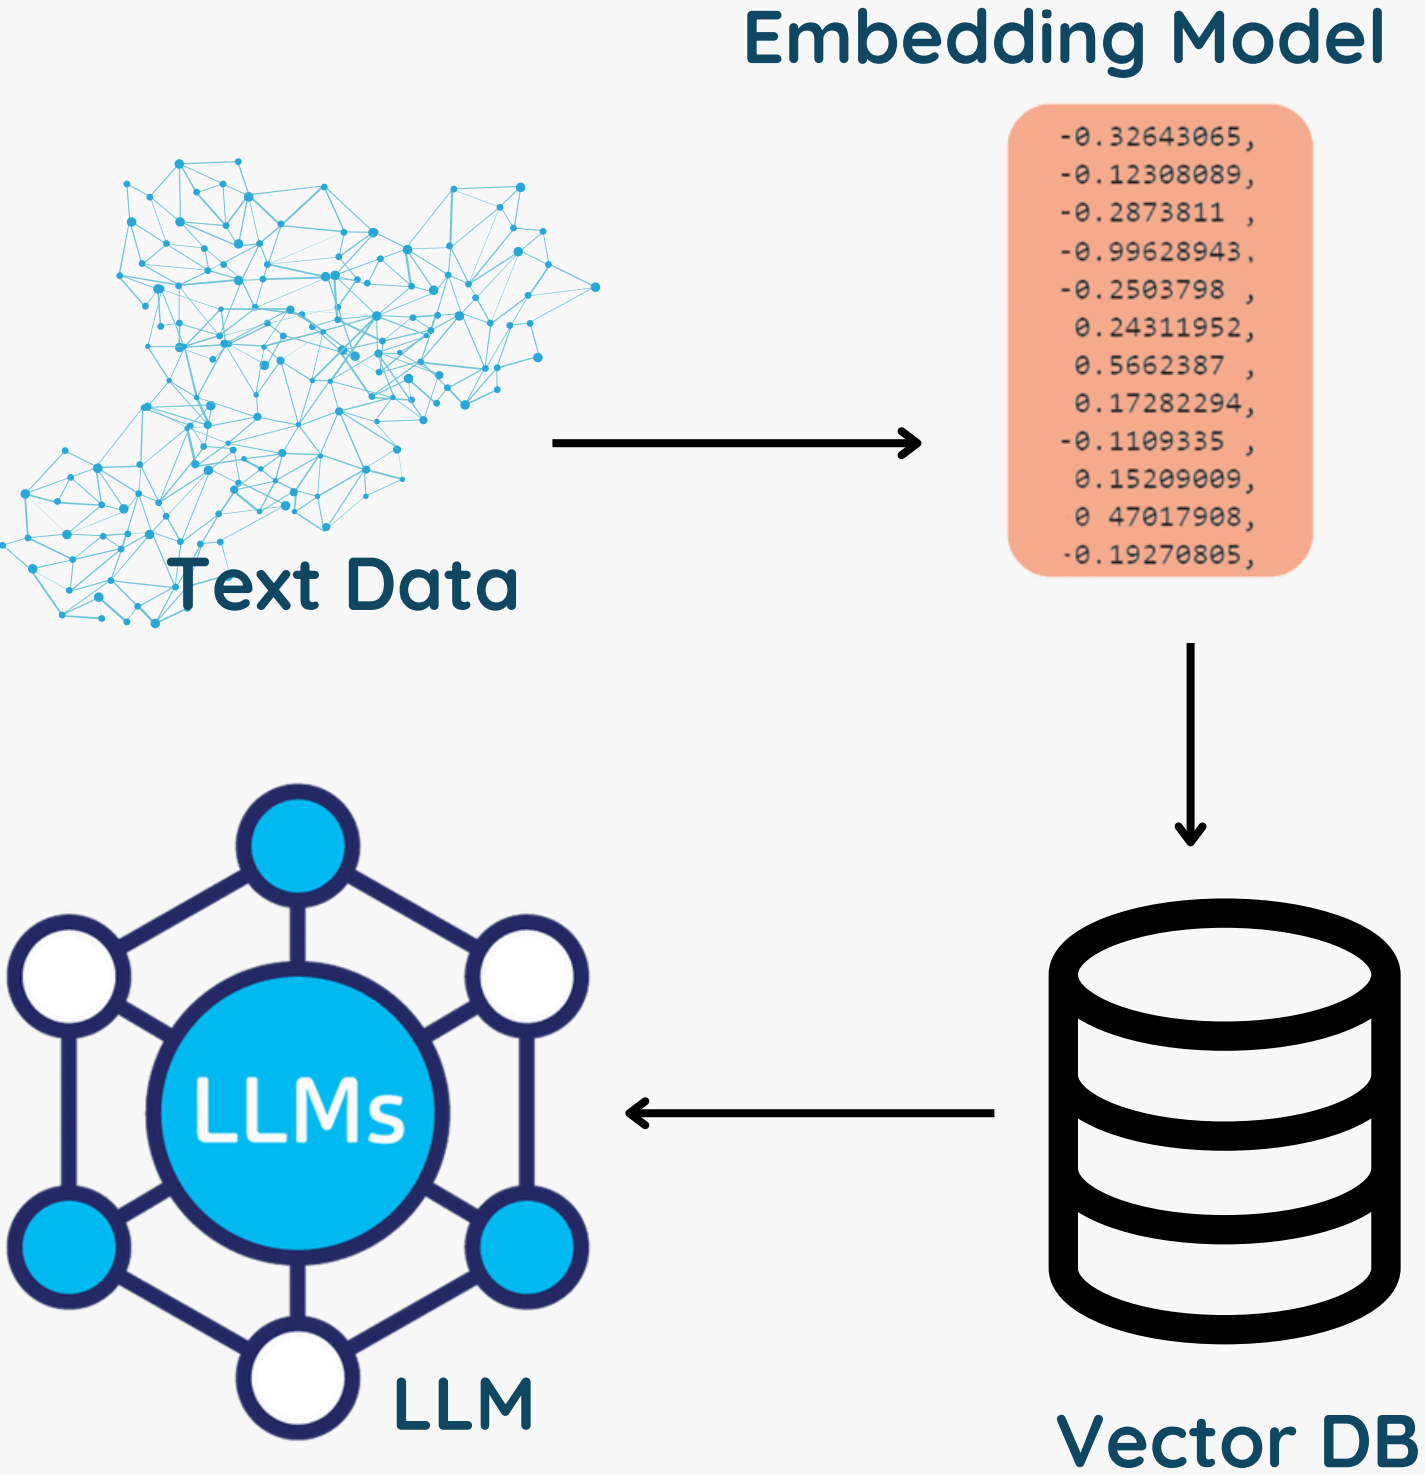 Embedding Model
-0.32643065,
-0.12308089,
-0.2873811 ,
-0.99628943.
-0.2503798 ,
0.24311952,
0.5662387 ,
0.17282294,
-0.1109335 ,
0.15209009,
0 47017908,
-0.19270805,
Text Data
LLMs
LLM
Vector DB